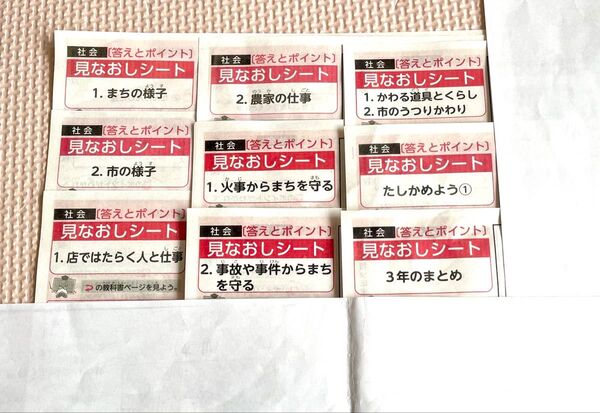 社会 〔答えとポイント〕
見なおしシート
1. まちの様子
社会 〔答えとポイント〕
見なおしシート
2. 農家の仕事
社会 〔答えとポイント〕
見なおしシート
1. かわる道具とくらし
2. 市のうつりかわり
社会 〔答えとポイント〕
見なおしシート
2. 市の様子
社会 〔答えとポイント〕
見なおしシート
1. 火事からまちを守る
社会 〔答えとポイント〕
見なおしシート
たしかめよう①
社会 〔答えとポイント〕
見なおしシート
1. 店ではたらく人と仕事
の教科書ページを見よう。
社会 〔答えとポイント〕
見なおしシート
2. 事故や事件からまち
を守る
社会 〔答えとポイント〕
見なおしシート
3年のまとめ